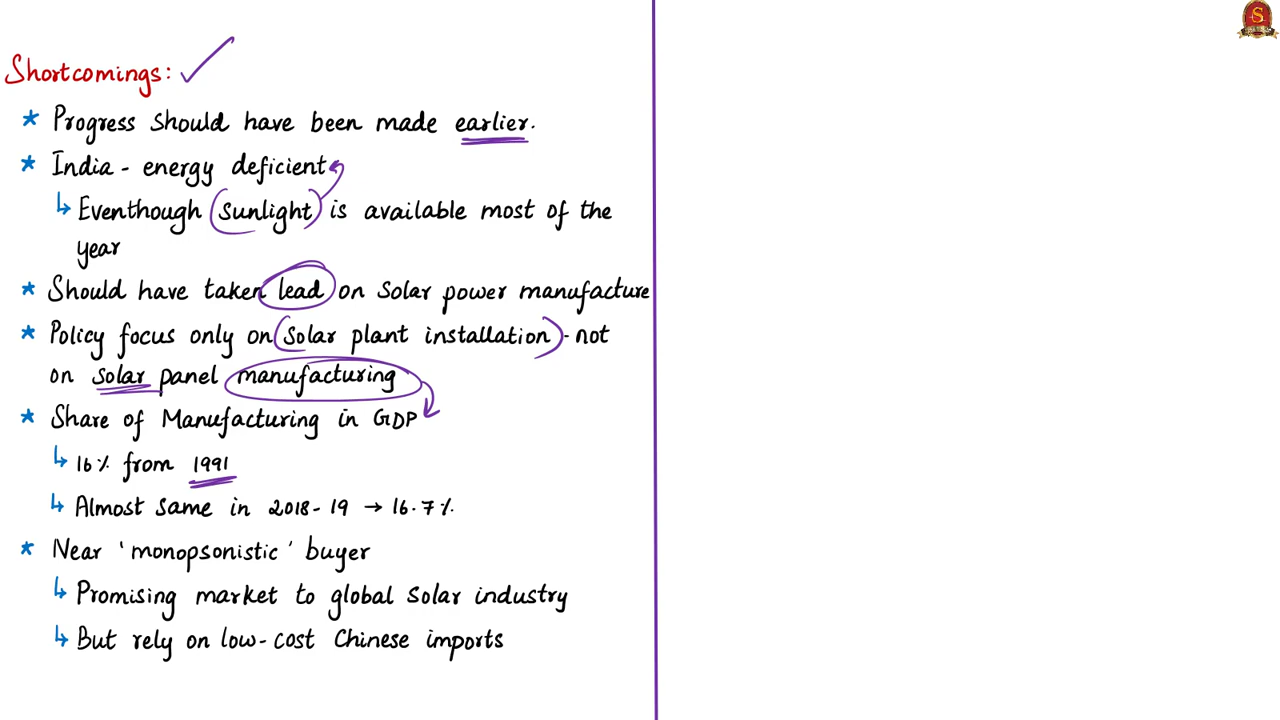 Shortcomings:
* Progress should have been made earlier.
* India - energy deficient
↳ Eventhough (sunlight) is available most of the
year
* Should have taken lead on Solar power manufacture
* Policy focus only on (Solar plant installation) - not
on solar panel manufacturing
* Share of Manufacturing in GDP
↳ 16% from 1991
↳ Almost same in 2018-19 → 16.7%.
* Near 'monopsonistic' buyer
↳ Promising market to global solar industry
↳ But rely on low-cost Chinese imports
S